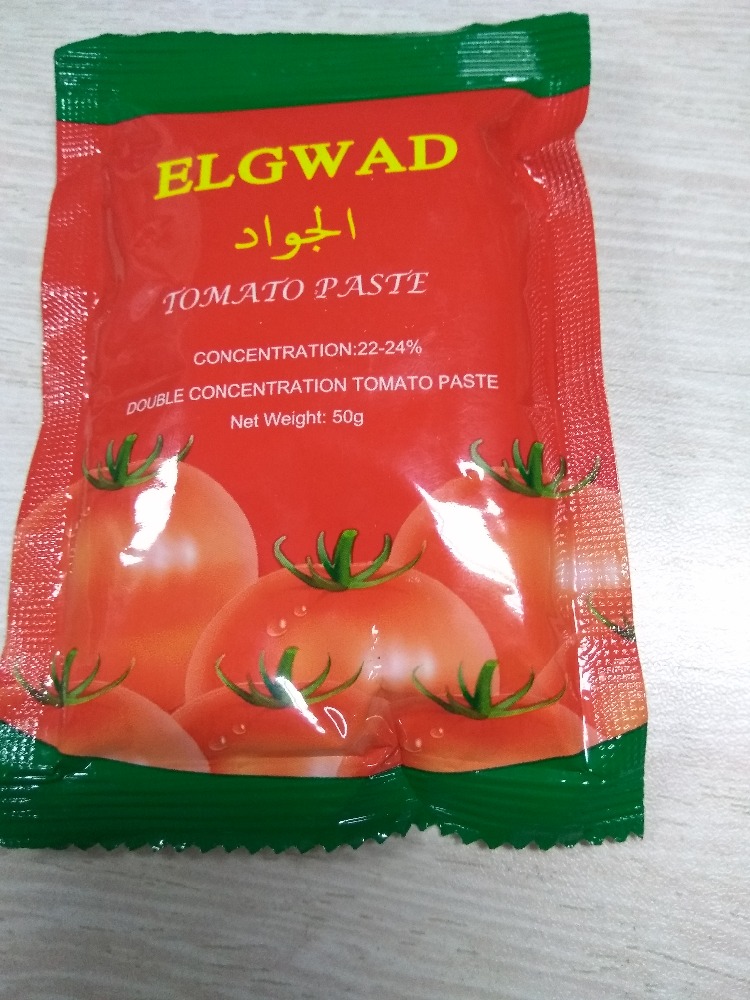 ELGWAD
الجواد
TOMATO PASTE
CONCENTRATION:22-24%
DOUBLE CONCENTRATION TOMATO PASTE
Net Weight: 50g